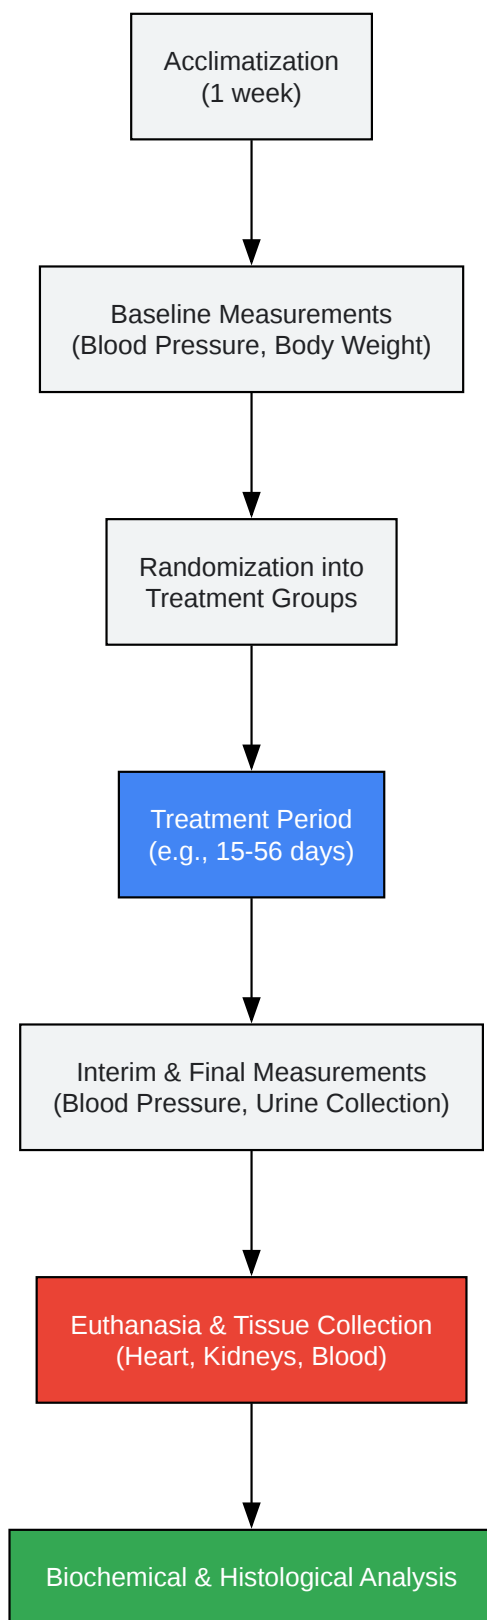 Acclimatization
(1 week)
Baseline Measurements
(Blood Pressure, Body Weight)
Randomization into
Treatment Groups
Treatment Period
(e.g., 15-56 days)
Interim & Final Measurements
(Blood Pressure, Urine Collection)
Euthanasia & Tissue Collection
(Heart, Kidneys, Blood)
Biochemical & Histological Analysis